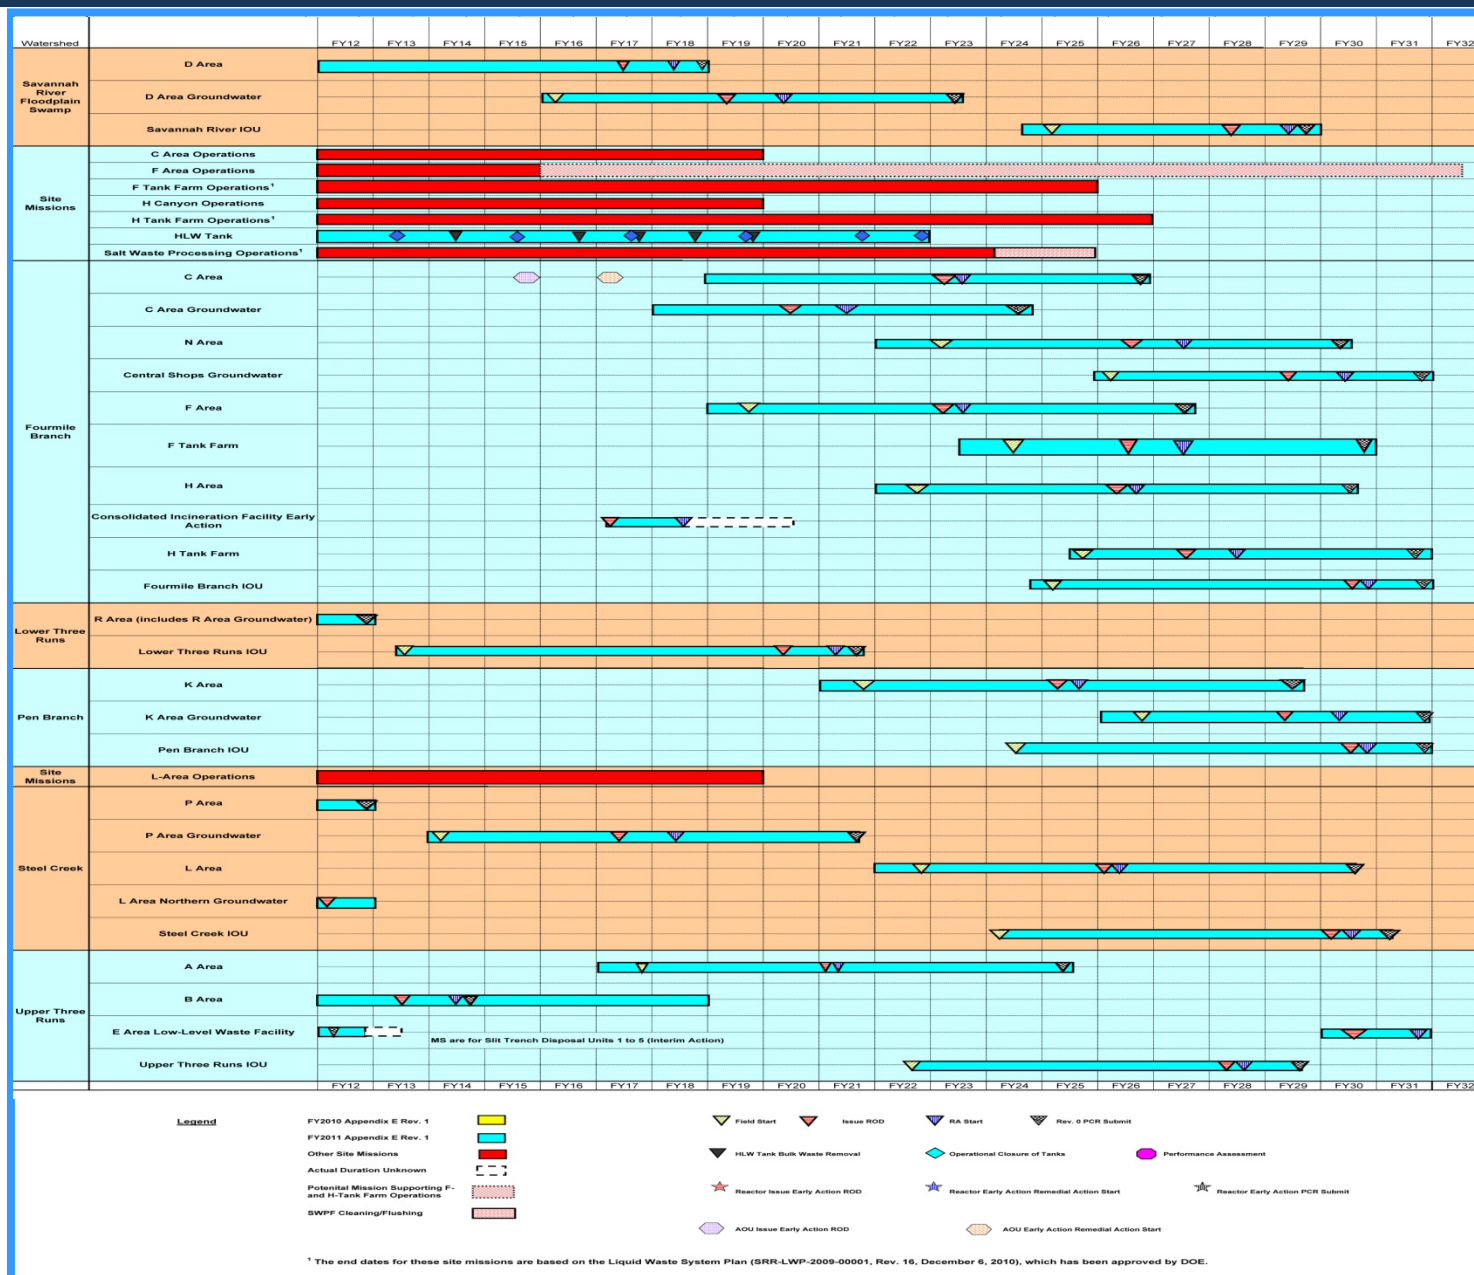 Watershed FY12 FY13 FY14 FY15 FY16 FY17 FY18 FY19 FY20 FY21 FY22 FY23 FY24 FY25 FY26 FY27 FY28 FY29 FY30 FY31 FY32
Savannah
River
Floodplain
Swamp
D Area
D Area Groundwater
Savannah River IOU
Site
Missions
C Area Operations
F Area Operations
F Tank Farm Operations¹
H Canyon Operations
H Tank Farm Operations¹
HLW Tank
Salt Waste Processing Operations¹
Fourmile
Branch
C Area
C Area Groundwater
N Area
Central Shops Groundwater
F Area
F Tank Farm
H Area
Consolidated Incineration Facility Early
Action
H Tank Farm
Fourmile Branch IOU
Lower Three
Runs
R Area (includes R Area Groundwater)
Lower Three Runs IOU
Pen Branch
K Area
K Area Groundwater
Pen Branch IOU
Site
Missions
L-Area Operations
Steel Creek
P Area
P Area Groundwater
L Area
L Area Northern Groundwater
Steel Creek IOU
Upper Three
Runs
A Area
B Area
E Area Low-Level Waste Facility
MS are for Slit Trench Disposal Units 1 to 5 (Interim Action)
Upper Three Runs IOU
FY12 FY13 FY14 FY15 FY16 FY17 FY18 FY19 FY20 FY21 FY22 FY23 FY24 FY25 FY26 FY27 FY28 FY29 FY30 FY31 FY32
Legend
FY2010 Appendix E Rev. 1
FY2011 Appendix E Rev. 1
Other Site Missions
Actual Duration Unknown
Potenital Mission Supporting F-
and H-Tank Farm Operations
SWPF Cleaning/Flushing
Field Start Issue ROD RA Start Rev. 0 PCR Submit
HLW Tank Bulk Waste Removal Operational Closure of Tanks Performance Assessment
Reactor Issue Early Action ROD Reactor Early Action Remedial Action Start Reactor Early Action PCR Submit
AOU Issue Early Action ROD AOU Early Action Remedial Action Start
¹ The end dates for these site missions are based on the Liquid Waste System Plan (SRR-LWP-2009-00001, Rev. 16, December 6, 2010), which has been approved by DOE.